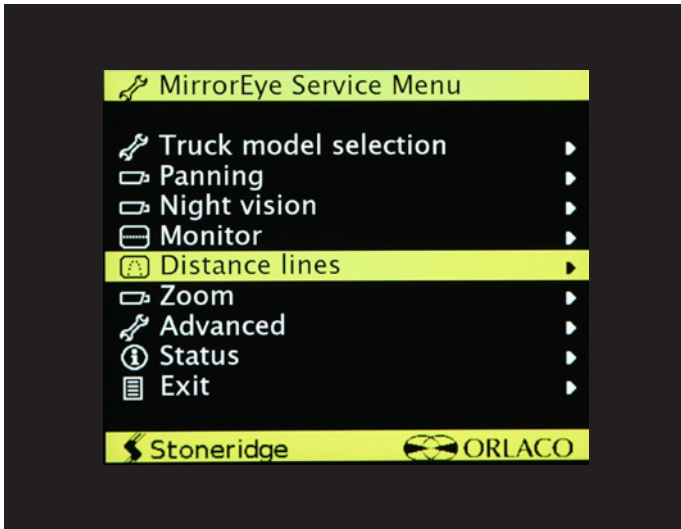 MirrorEye Service Menu
Truck model selection
Panning
Night vision
Monitor
Distance lines
Zoom
Advanced
Status
Exit
Stoneridge ORLACO